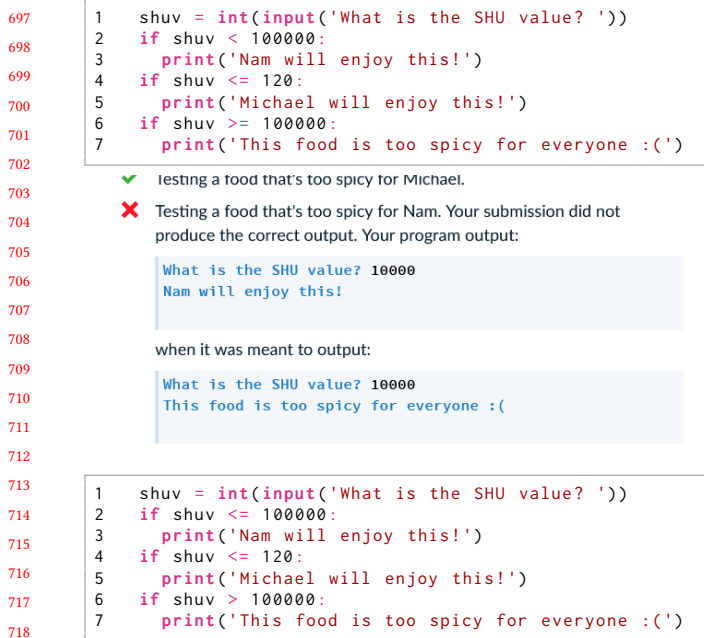 697
698
699
700
701
702
703
704
705
706
707
708
709
710
711
712
713
714
715
716
717
718
1 shuv = int(input('What is the SHU value? '))
2 if shuv < 100000:
3 print('Nam will enjoy this!')
4 if shuv <= 120:
5 print('Michael will enjoy this!')
6 if shuv >= 100000:
7 print('This food is too spicy for everyone :(')
Testing a food that's too spicy for Michael.
Testing a food that's too spicy for Nam. Your submission did not
produce the correct output. Your program output:
What is the SHU value? 10000
Nam will enjoy this!
when it was meant to output:
What is the SHU value? 10000
This food is too spicy for everyone :(
1 shuv = int(input('What is the SHU value? '))
2 if shuv <= 100000:
3 print('Nam will enjoy this!')
4 if shuv <= 120:
5 print('Michael will enjoy this!')
6 if shuv > 100000:
7 print('This food is too spicy for everyone :(')